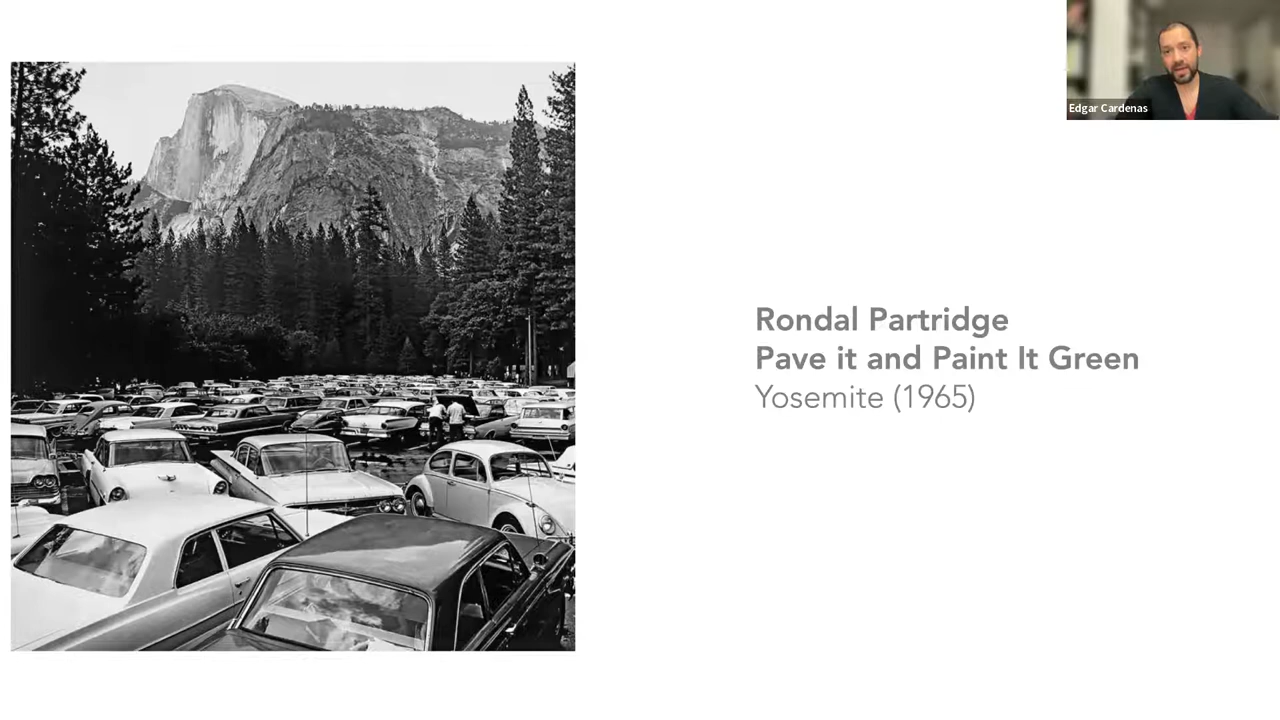 Edgar Cardenas
Rondal Partridge
Pave it and Paint It Green
Yosemite (1965)